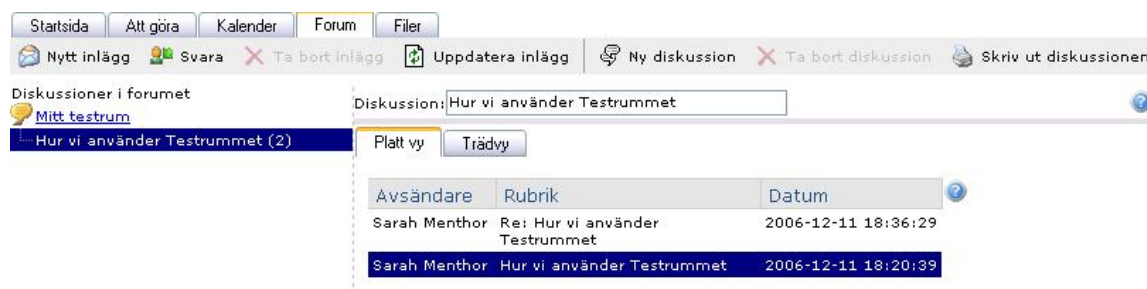 Startsida Att göra Kalender Forum Filer
Nytt inlägg Svara Ta bort inlägg Uppdatera inlägg Ny diskussion Ta bort diskussion Skriv ut diskussionen
Diskussioner i forumet
Mitt testrum
Hur vi använder Testrummet (2)
Diskussion: Hur vi använder Testrummet
Platt vy Trädvy
Avsändare Rubrik Datum
Sarah Menthor Re: Hur vi använder 2006-12-11 18:36:29
Testrummet
Sarah Menthor Hur vi använder Testrummet 2006-12-11 18:20:39